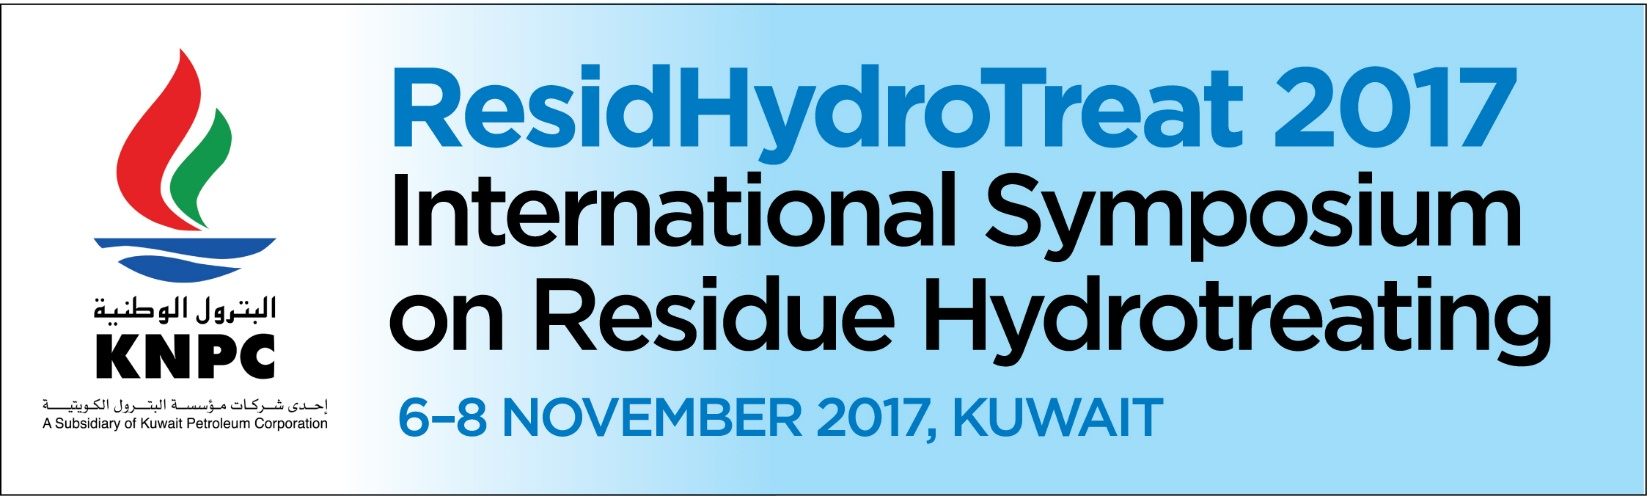 البترول الوطنية
KNPC
إحدى شركات مؤسسة البترول الكويتية
A Subsidiary of Kuwait Petroleum Corporation
ResidHydroTreat 2017
International Symposium
on Residue Hydrotreating
6–8 NOVEMBER 2017, KUWAIT